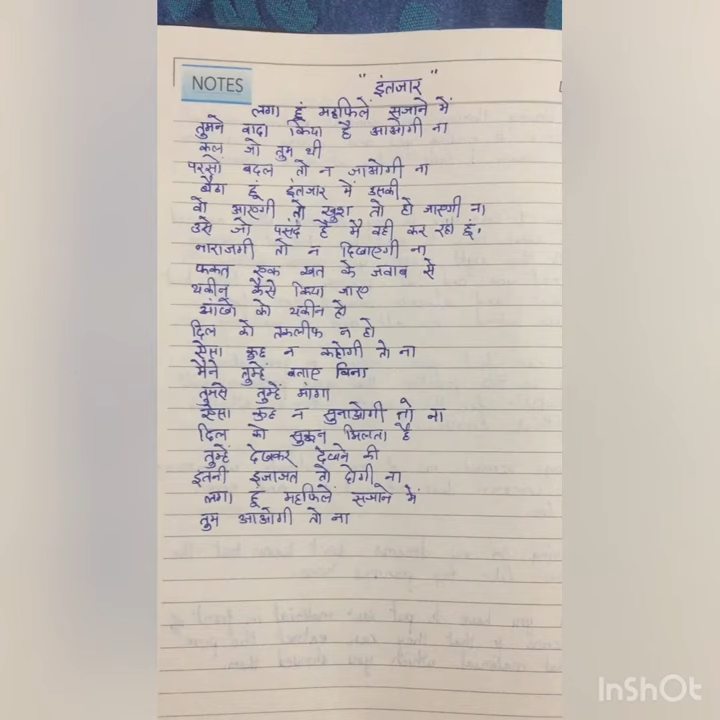 NOTES
" इंतजार "
लगा हूं महफिलें सजाने में
तुमने वादा किया है आओगी ना
कल जो तुम थी
परसो बदल तो न जाओगी ना
बैठा हूं इंतजार में उसकी
वो आएगी तो खुश तो हो जाएगी ना
उसे जो पसंद है मै वही कर रहा हूं,
नाराजगी तो न दिखाएगी ना
फकत एक खत के जवाब से
यकीन कैसे किया जाए
आंखो को यकीन हो
दिल को तकलीफ न हो
ऐसा कुछ न कहोगी तो ना
मैने तुम्हें बताए बिना
तुमसे तुम्हें मांगा
ऐसा कुछ न सुनाओगी तो ना
दिल को सुकून मिलता है
तुम्हें देखकर देखने की
इतनी इजाजत तो दोगी ना
लगा हूं महफिलें सजाने में
तुम आओगी तो ना
InShOt